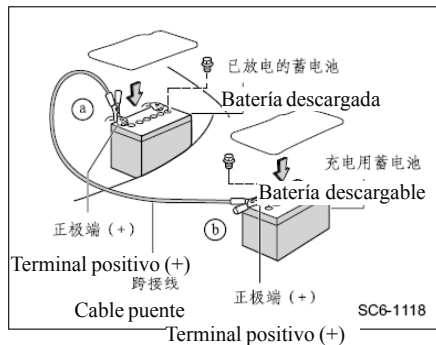 a
已放电的蓄电池
Batería descargada
充电用蓄电池
Batería descargable
正极端（+）
b
Terminal positivo (+)
跨接线
正极端（+）
Cable puente
SC6-1118
Terminal positivo (+)